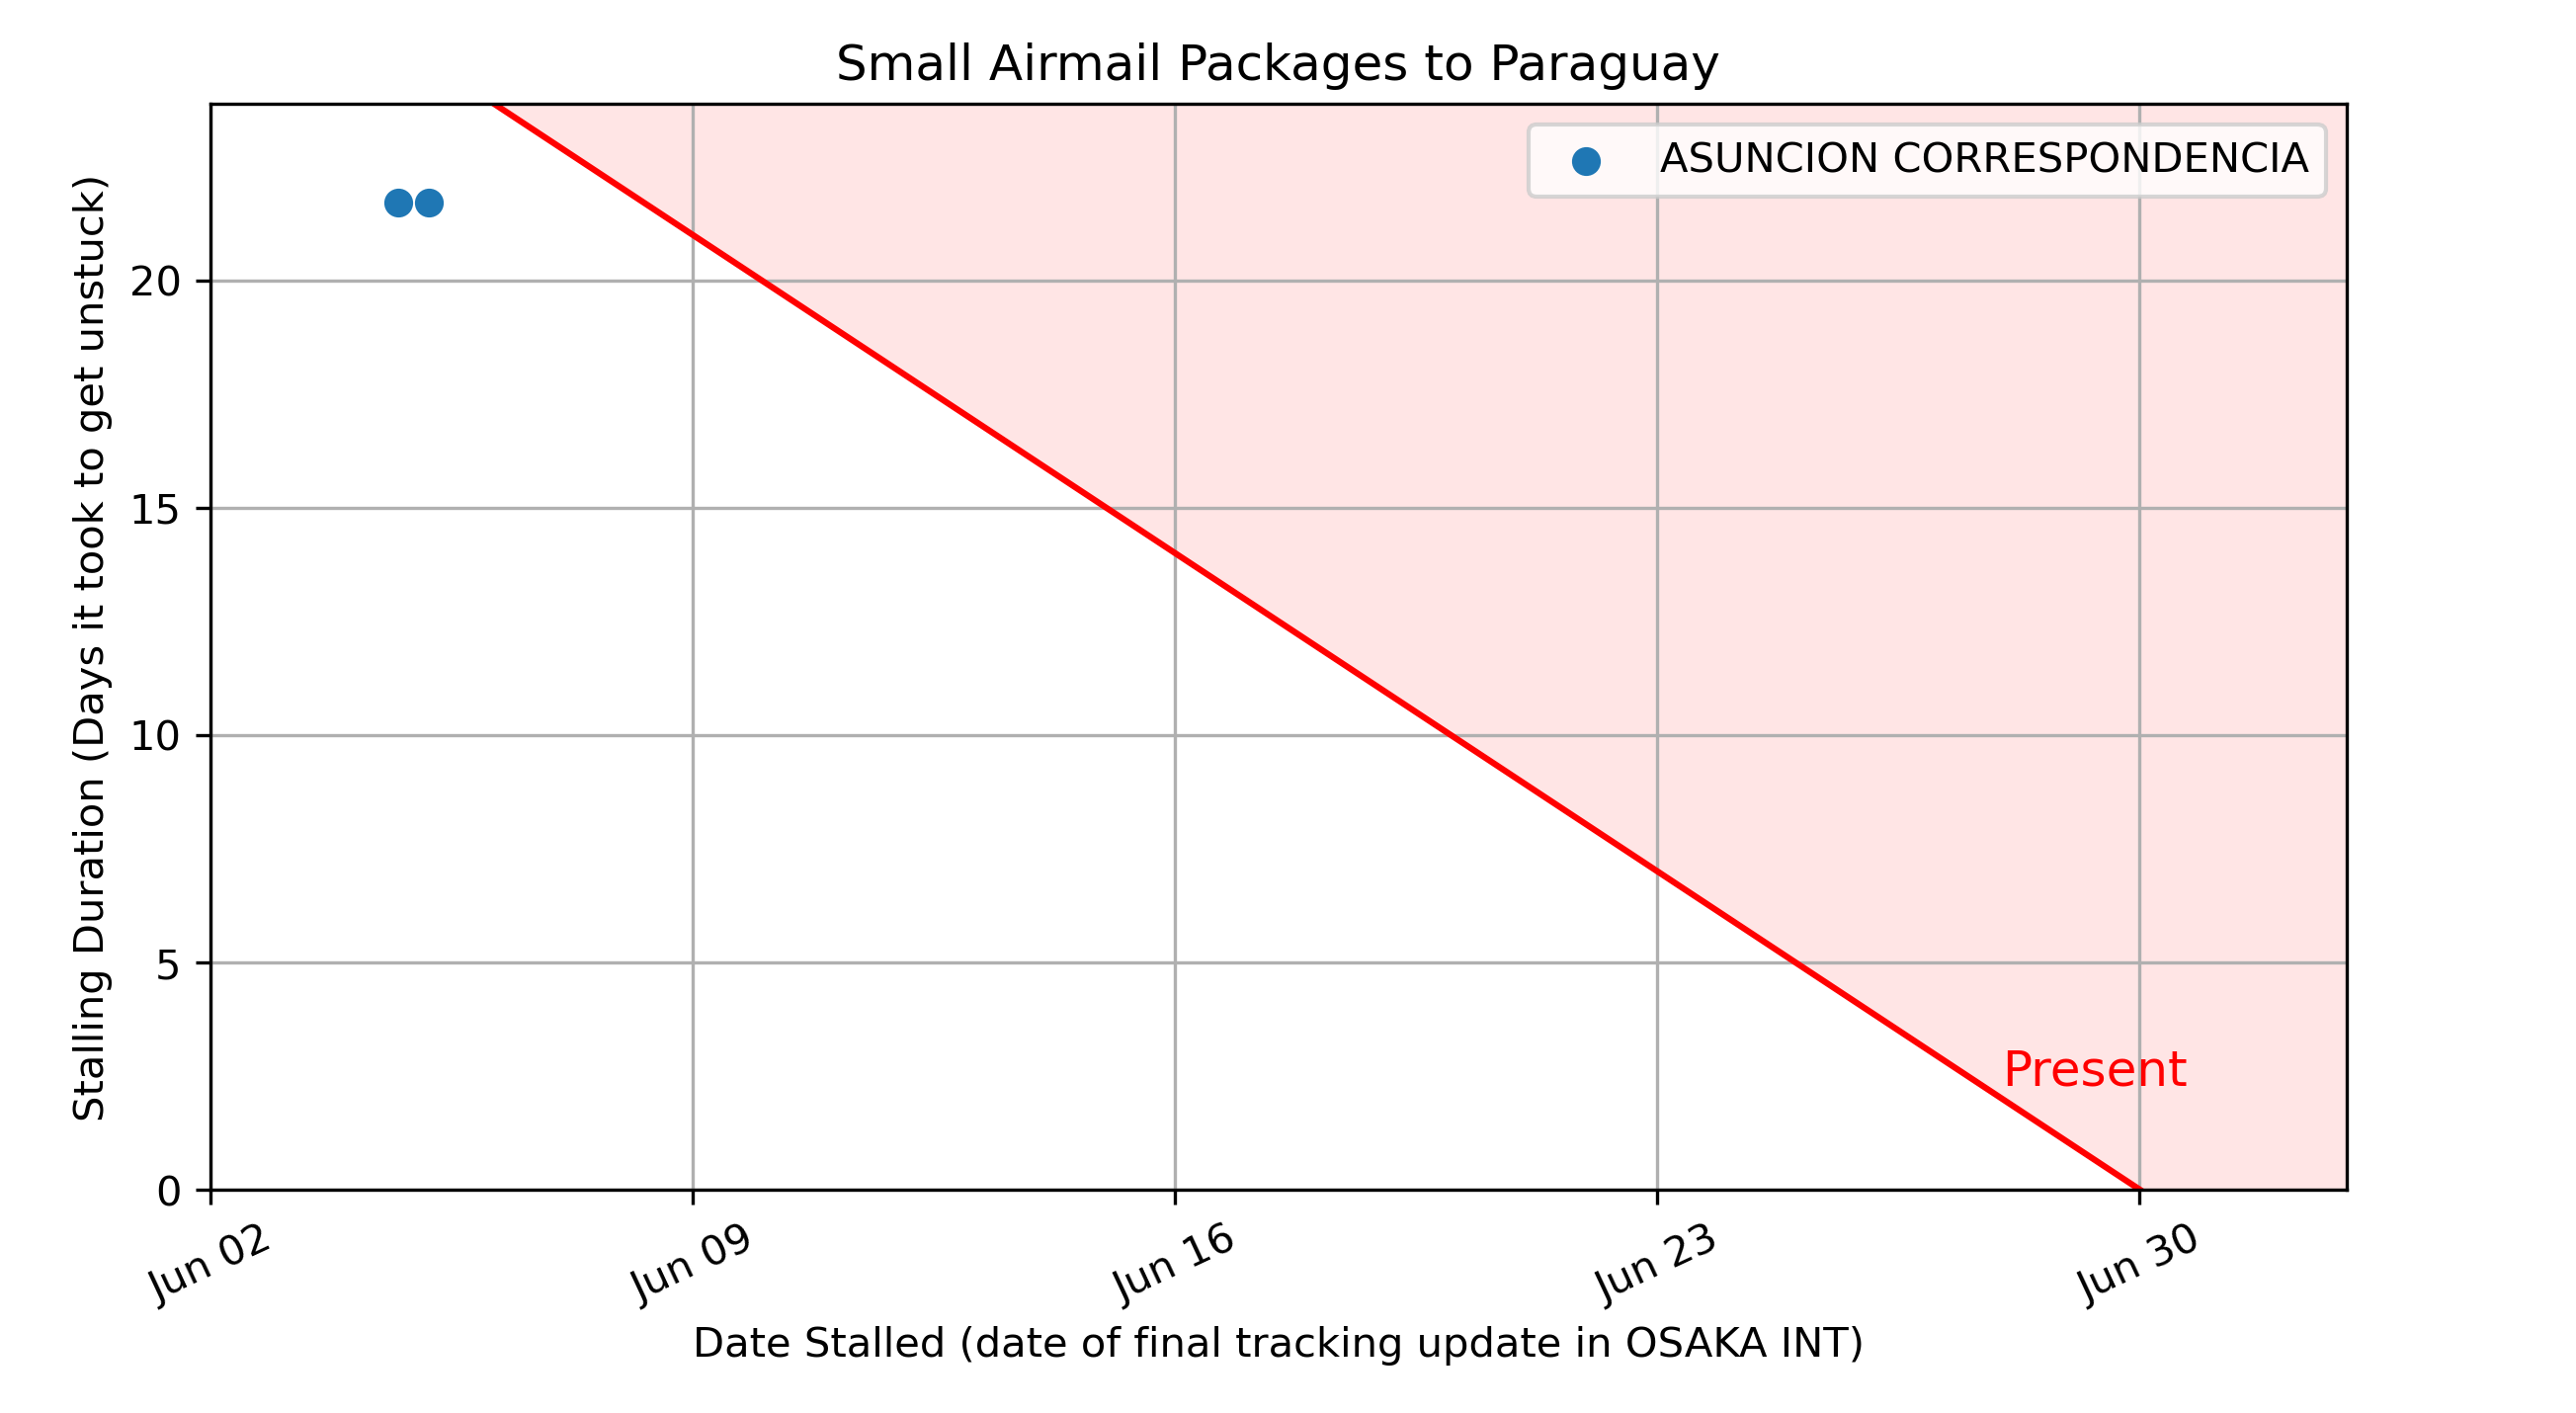 Small Airmail Packages to Paraguay
ASUNCION CORRESPONDENCIA
Stalling Duration (Days it took to get unstuck)
20
15
10
5
0
Present
Jun 02
Jun 09
Jun 16
Jun 23
Jun 30
Date Stalled (date of final tracking update in OSAKA INT)